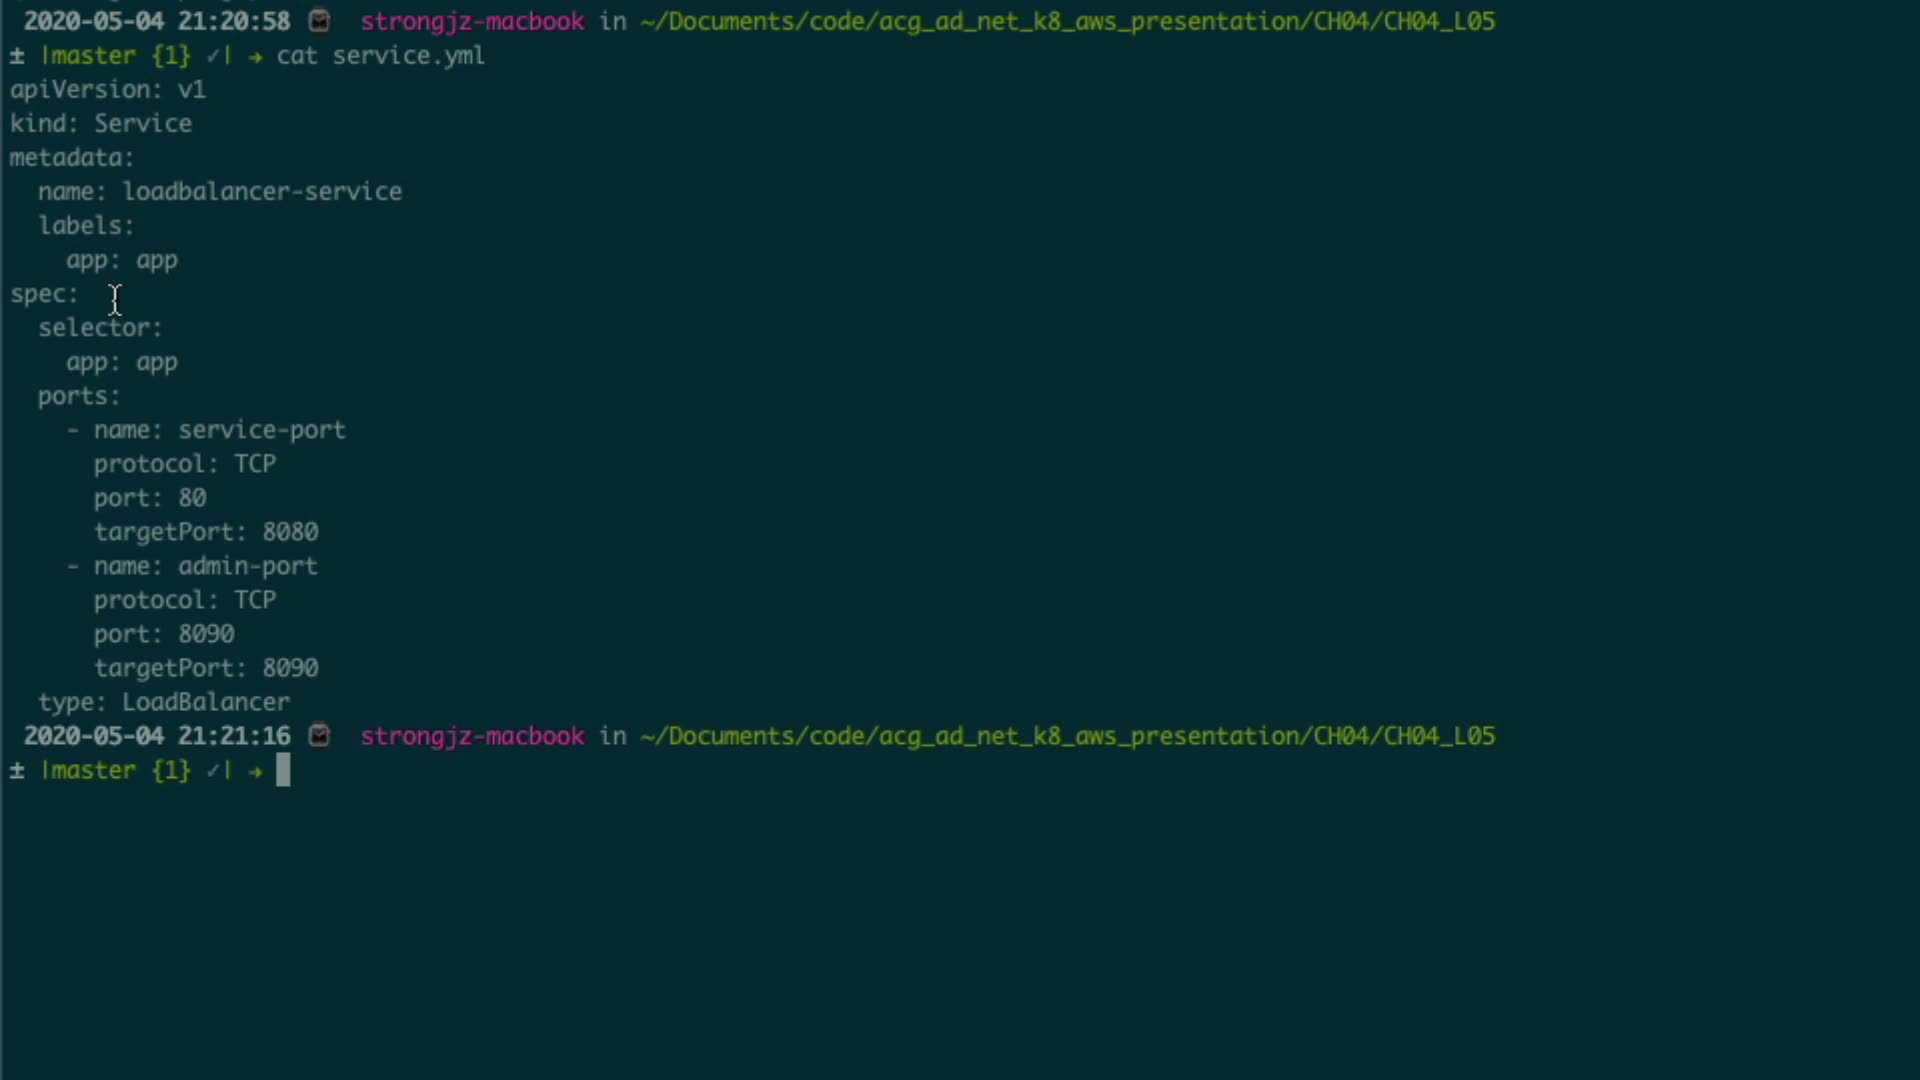 2020-05-04 21:20:58 strongjz-macbook in ~/Documents/code/acg_ad_net_k8_aws_presentation/CH04/CH04_L05
± |master {1} ✓| → cat service.yml
apiVersion: v1
kind: Service
metadata:
  name: loadbalancer-service
  labels:
    app: app
spec:
  selector:
    app: app
  ports:
    - name: service-port
      protocol: TCP
      port: 80
      targetPort: 8080
    - name: admin-port
      protocol: TCP
      port: 8090
      targetPort: 8090
  type: LoadBalancer
2020-05-04 21:21:16 strongjz-macbook in ~/Documents/code/acg_ad_net_k8_aws_presentation/CH04/CH04_L05
± |master {1} ✓| →